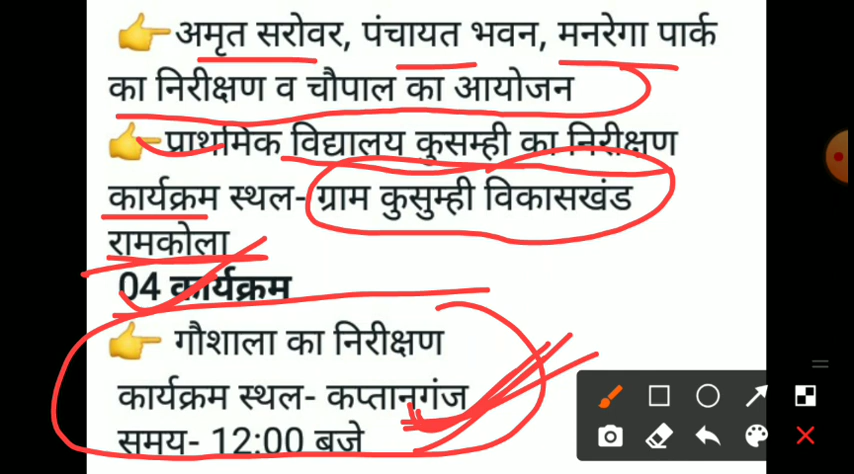 👉अमृत सरोवर, पंचायत भवन, मनरेगा पार्क
का निरीक्षण व चौपाल का आयोजन
👉प्राथमिक विद्यालय कुसम्ही का निरीक्षण
कार्यक्रम स्थल- ग्राम कुसुम्ही विकासखंड
रामकोला
04 कार्यक्रम
👉 गौशाला का निरीक्षण
कार्यक्रम स्थल- कप्तानगंज
समय- 12:00 बजे